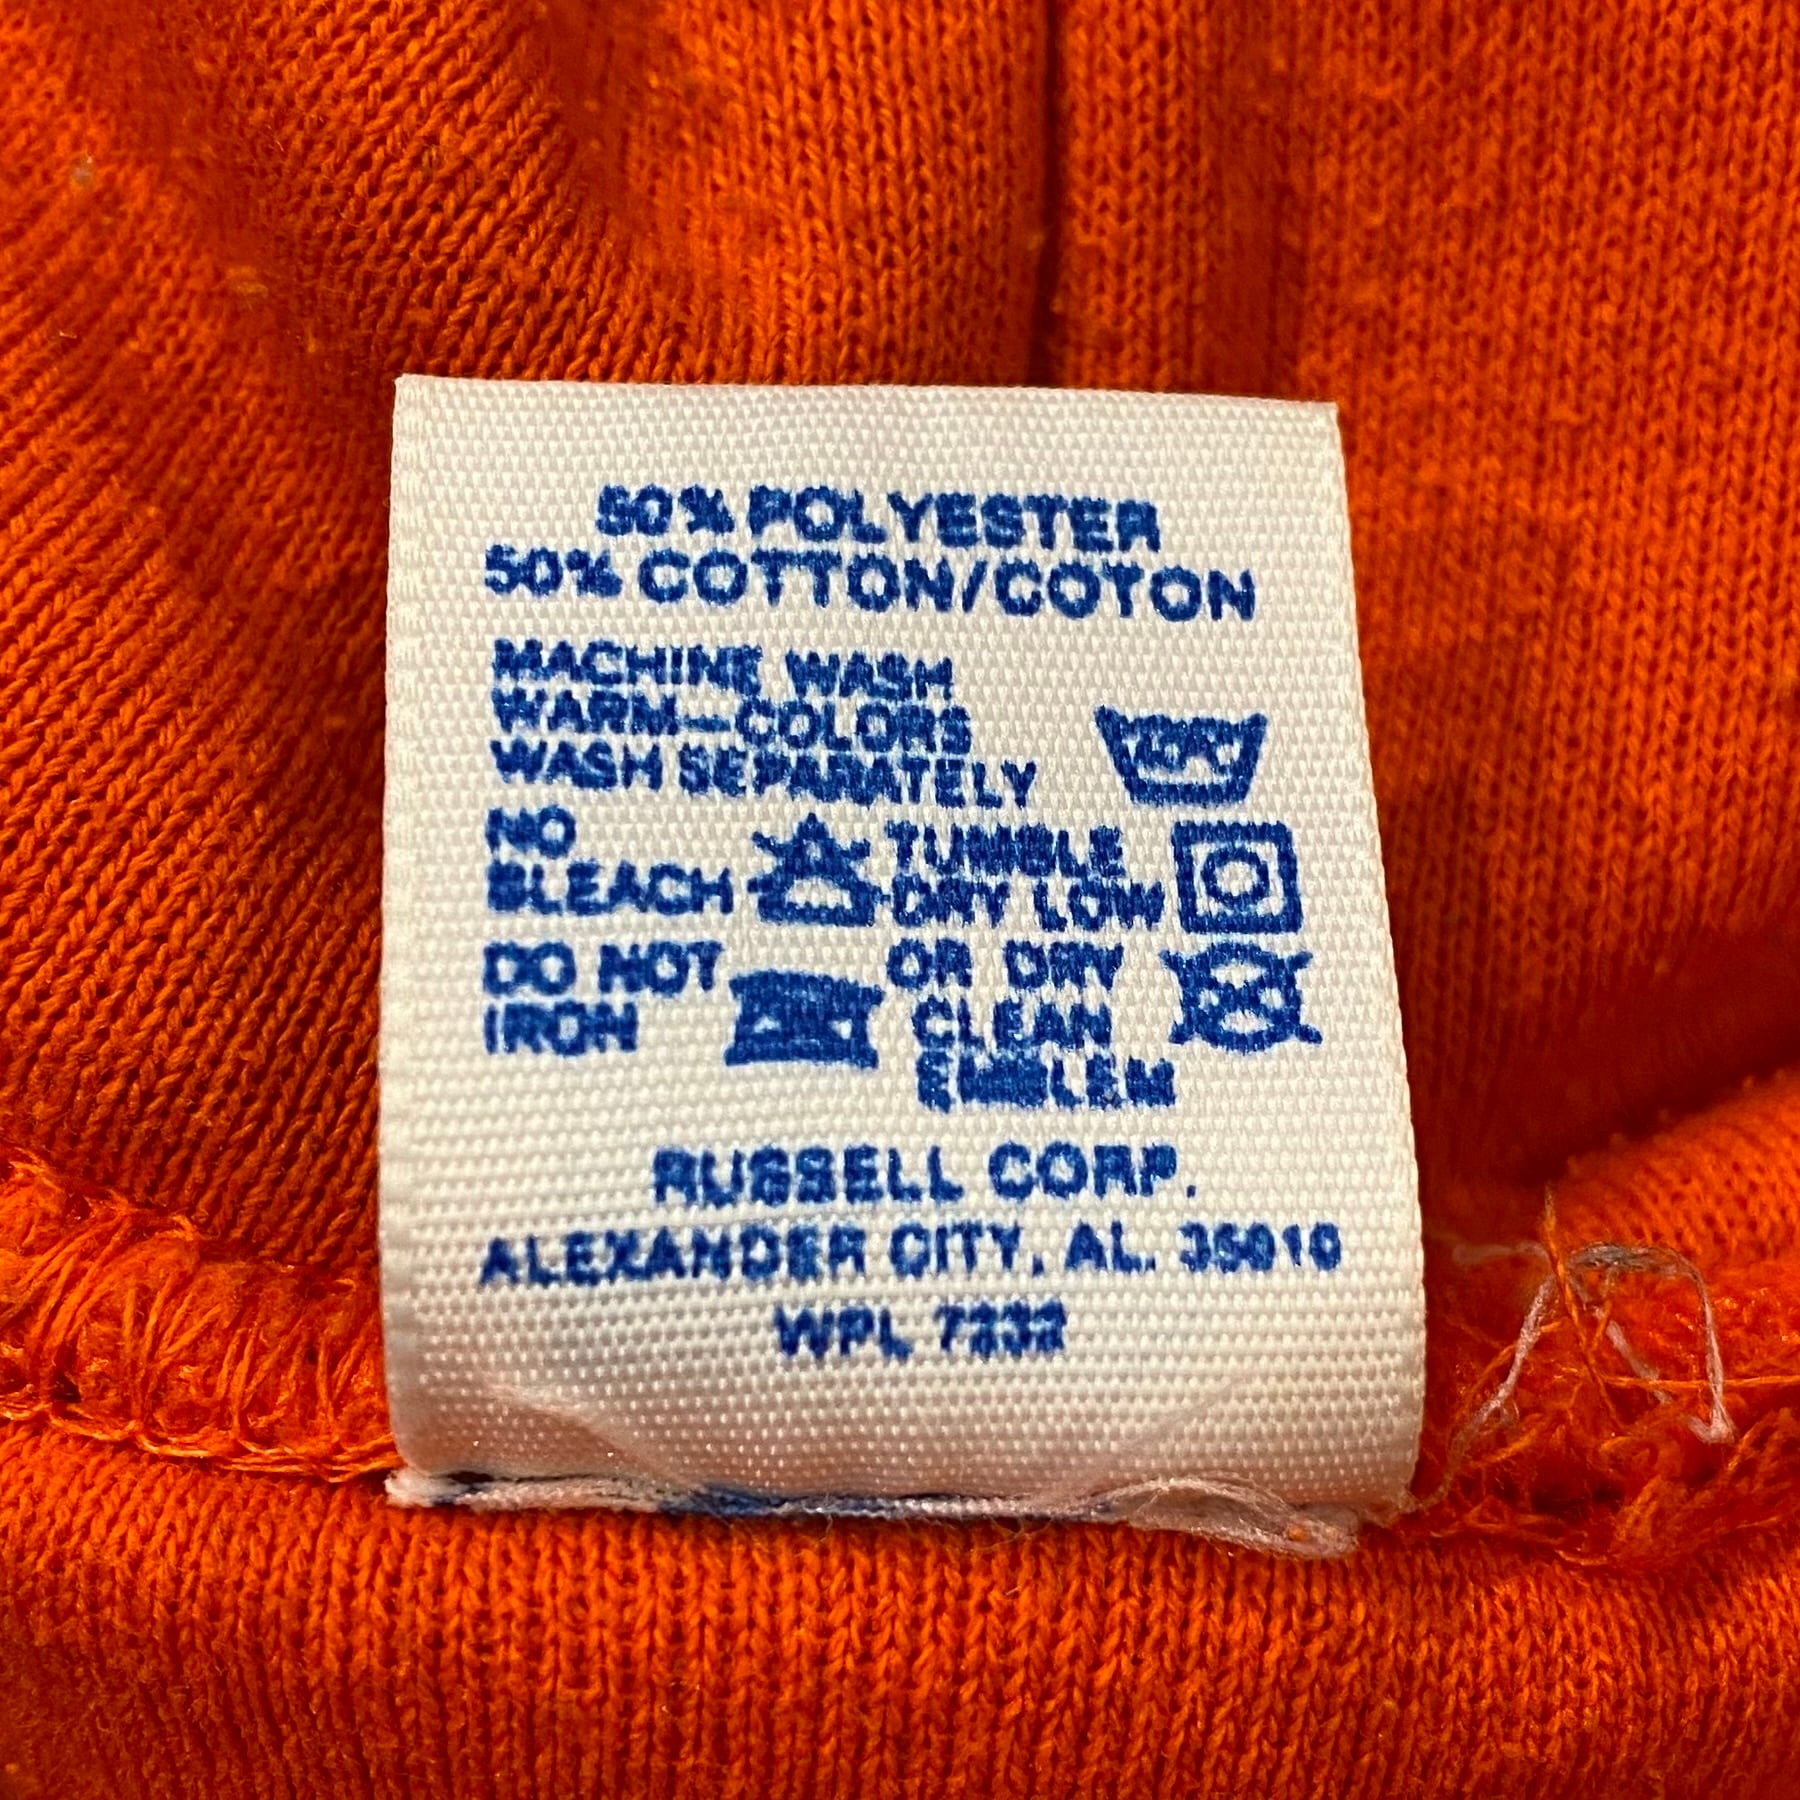 50% POLYESTER
50% COTTON/COTON
MACHINE WASH
WARM—COLORS
WASH SEPARATELY
NO
BLEACH
TUMBLE
DRY LOW
DO NOT
IRON
OR DRY
CLEAN
EMBLEM
RUSSELL CORP.
ALEXANDER CITY, AL. 35010
WPL 7232